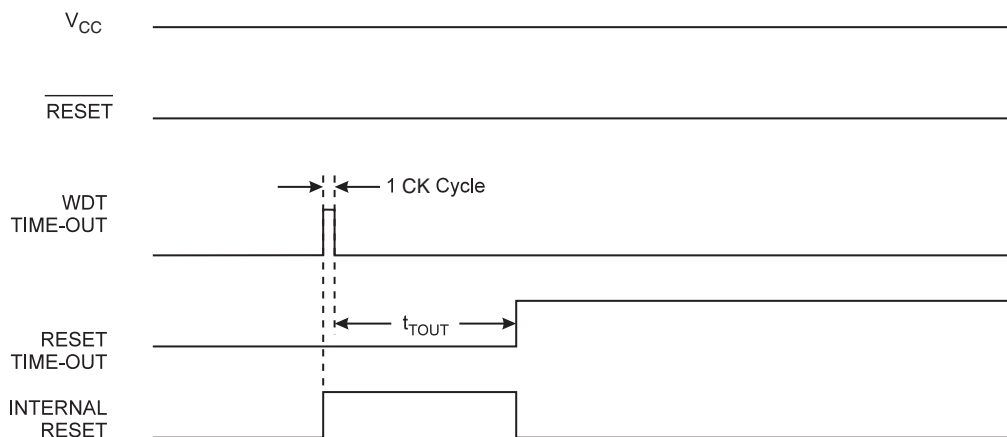 VCC
RESET
1 CK Cycle
WDT
TIME-OUT
tTOUT
RESET
TIME-OUT
INTERNAL
RESET